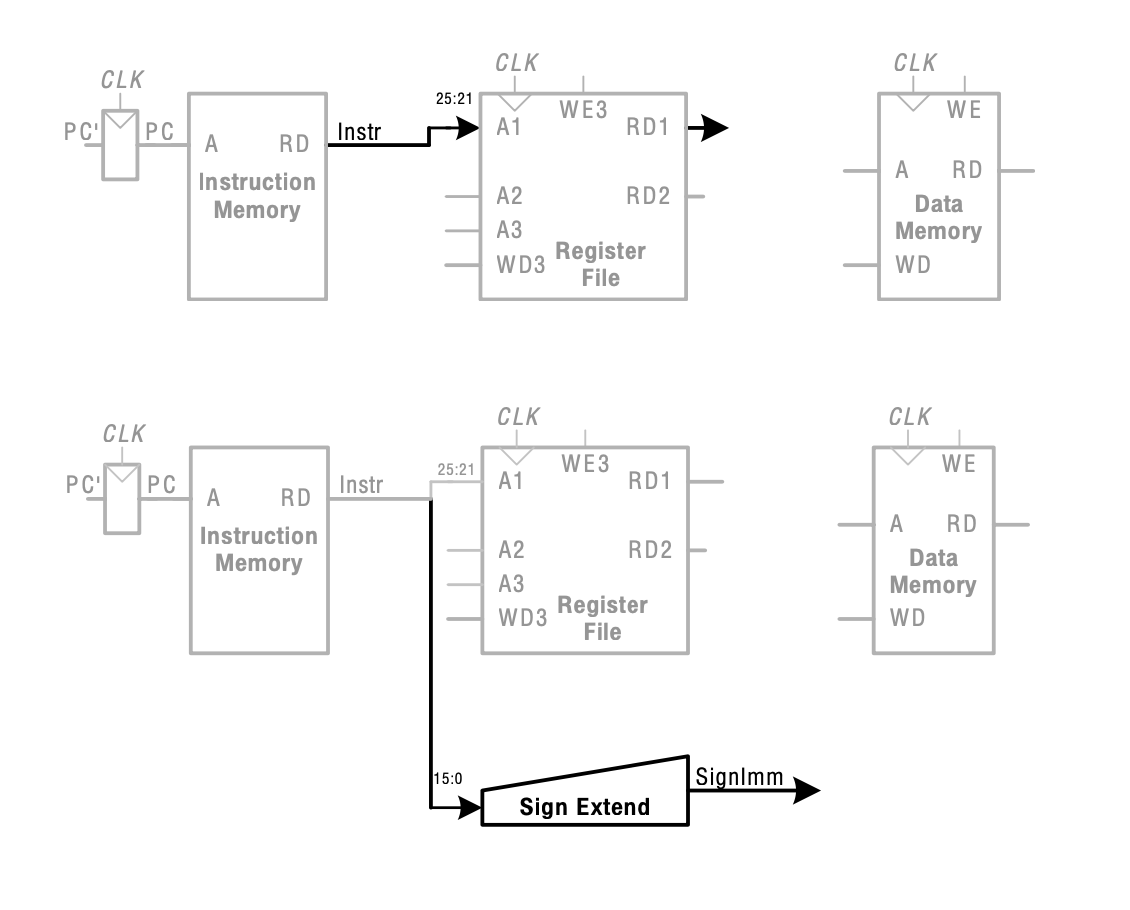 CLK
CLK
CLK
25:21
WE3
WE
PC'
PC
A
RD
Instr
A1
RD1
A
RD
Instruction
Memory
A2
RD2
Data
Memory
A3
WD3
Register
File
WD
CLK
CLK
CLK
25:21
WE3
WE
PC'
PC
A
RD
Instr
A1
RD1
A
RD
Instruction
Memory
A2
RD2
Data
Memory
A3
WD3
Register
File
WD
15:0
SignImm
Sign Extend